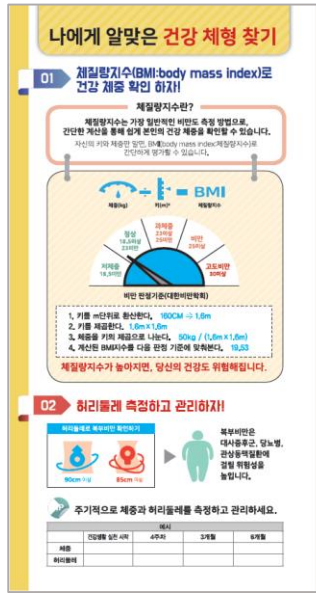 나에게 알맞은 건강 체형 찾기
01 체질량지수(BMI:body mass index)로
건강 체중 확인 하자!
체질량지수란?
체질량지수는 가장 일반적인 비만도 측정 방법으로,
간단한 계산을 통해 쉽게 본인의 건강 체중을 확인할 수 있습니다.
자신의 키와 체중만 알면, BMI(body mass index:체질량지수)로
간단하게 평가할 수 있습니다.
÷ = BMI
체중(kg) 키(m)² 체질량지수
저체중
18.5미만
정상
18.5이상
23미만
과체중
23이상
25미만
비만
25이상
고도비만
30이상
비만 판정기준(대한비만학회)
1. 키를 m단위로 환산한다. 160CM → 1.6m
2. 키를 제곱한다. 1.6m×1.6m
3. 체중을 키의 제곱으로 나눈다. 50kg / (1.6m×1.6m)
4. 계산된 BMI지수를 다음 판정 기준에 맞춰본다. 19.53
체질량지수가 높아지면, 당신의 건강도 위험해집니다.
02 허리둘레 측정하고 관리하자!
허리둘레로 복부비만 확인하기
90cm 이상 85cm 이상
복부비만은
대사증후군, 당뇨병,
관상동맥질환에
걸릴 위험성을
높입니다.
주기적으로 체중과 허리둘레를 측정하고 관리하세요.
예시
건강생활 실천 시작 4주차 3개월 6개월
체중
허리둘레